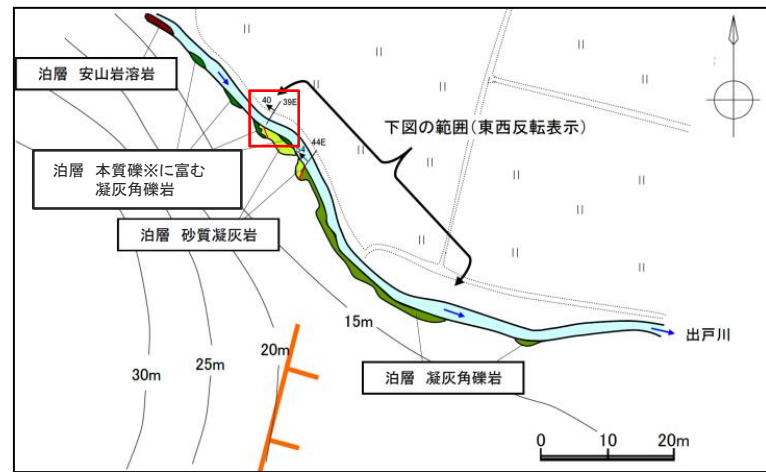 泊層 安山岩溶岩
40
39E
44E
54
下図の範囲(東西反転表示)
泊層 本質礫※に富む
凝灰角礫岩
泊層 砂質凝灰岩
15m
20m
25m
30m
出戸川
泊層 凝灰角礫岩
0 10 20m